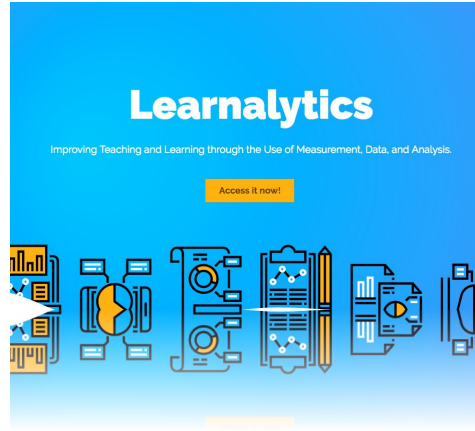 Learnalytics
Improving Teaching and Learning through the Use of Measurement, Data, and Analysis.
Access it now!